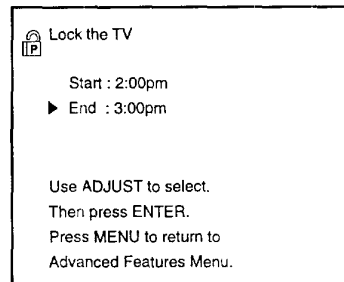 Lock the TV
P
Start : 2:00pm
▶ End : 3:00pm
Use ADJUST to select.
Then press ENTER.
Press MENU to return to
Advanced Features Menu.